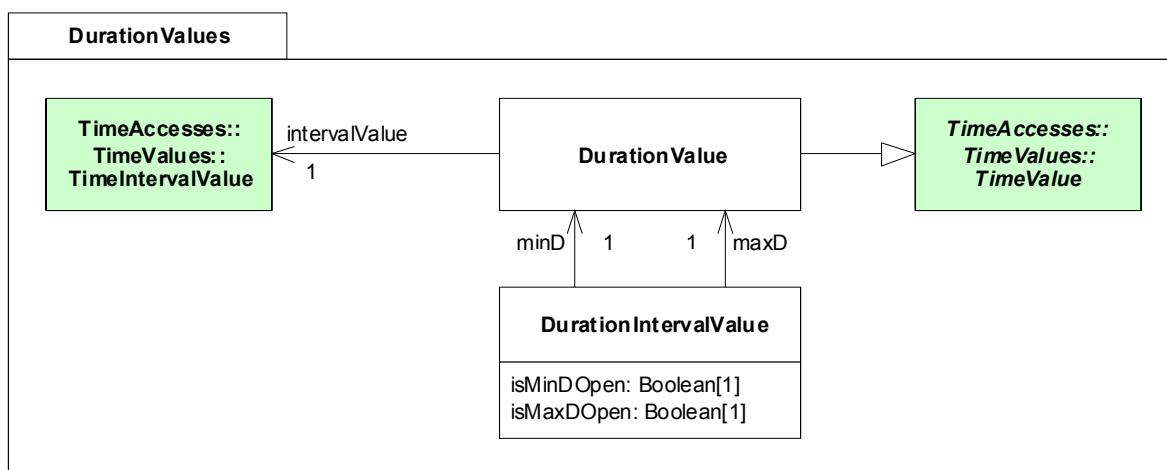 DurationValues
TimeAccesses::
TimeValues::
TimeIntervalValue
intervalValue
1
DurationValue
TimeAccesses::
TimeValues::
TimeValue
minD
1
1
maxD
DurationIntervalValue
isMinDOpen: Boolean[1]
isMaxDOpen: Boolean[1]